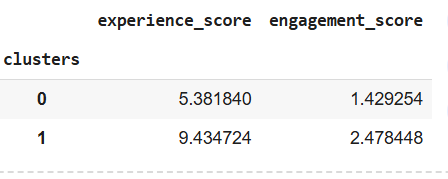 experience_score engagement_score
clusters
0 5.381840 1.429254
1 9.434724 2.478448